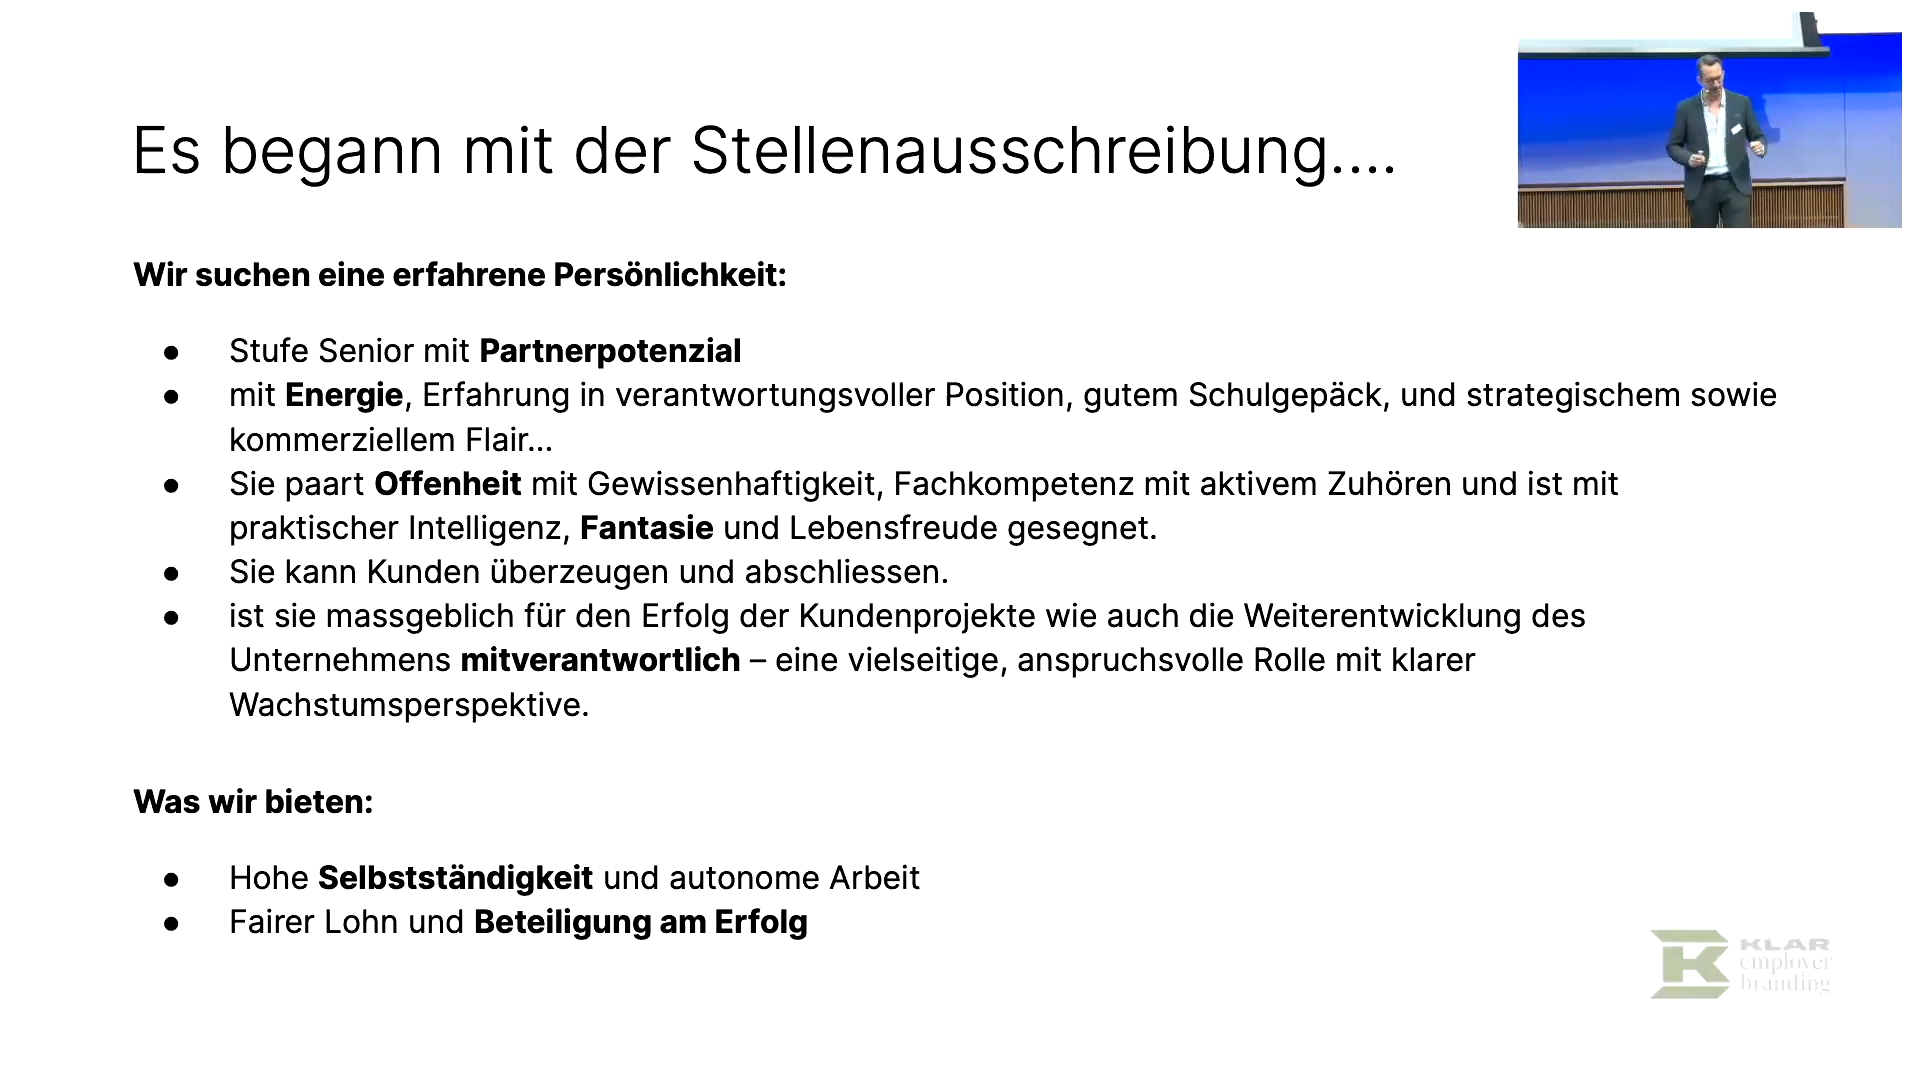 Es begann mit der Stellenausschreibung....
Wir suchen eine erfahrene Persönlichkeit:
● Stufe Senior mit Partnerpotenzial
● mit Energie, Erfahrung in verantwortungsvoller Position, gutem Schulgepäck, und strategischem sowie
kommerziellem Flair...
● Sie paart Offenheit mit Gewissenhaftigkeit, Fachkompetenz mit aktivem Zuhören und ist mit
praktischer Intelligenz, Fantasie und Lebensfreude gesegnet.
● Sie kann Kunden überzeugen und abschliessen.
● ist sie massgeblich für den Erfolg der Kundenprojekte wie auch die Weiterentwicklung des
Unternehmens mitverantwortlich – eine vielseitige, anspruchsvolle Rolle mit klarer
Wachstumsperspektive.
Was wir bieten:
● Hohe Selbstständigkeit und autonome Arbeit
● Fairer Lohn und Beteiligung am Erfolg
KLAR
employer
branding